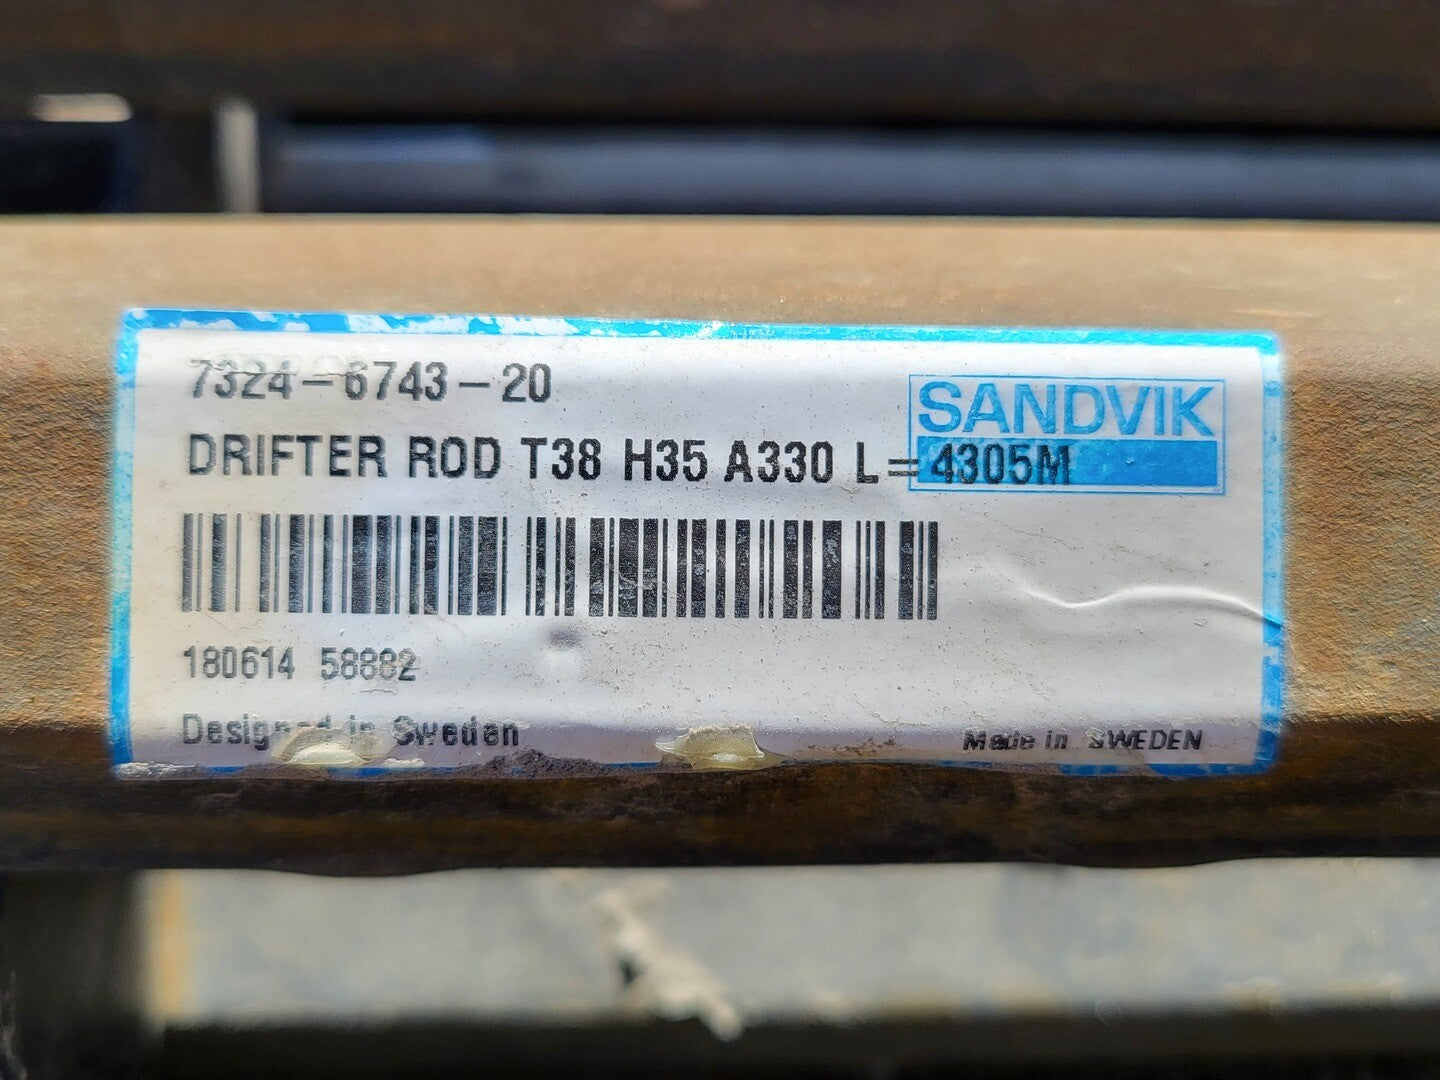 7324-6743-20
SANDVIK
DRIFTER ROD T38 H35 A330 L=4305M
180614 58882
Designed in Sweden
Made in SWEDEN